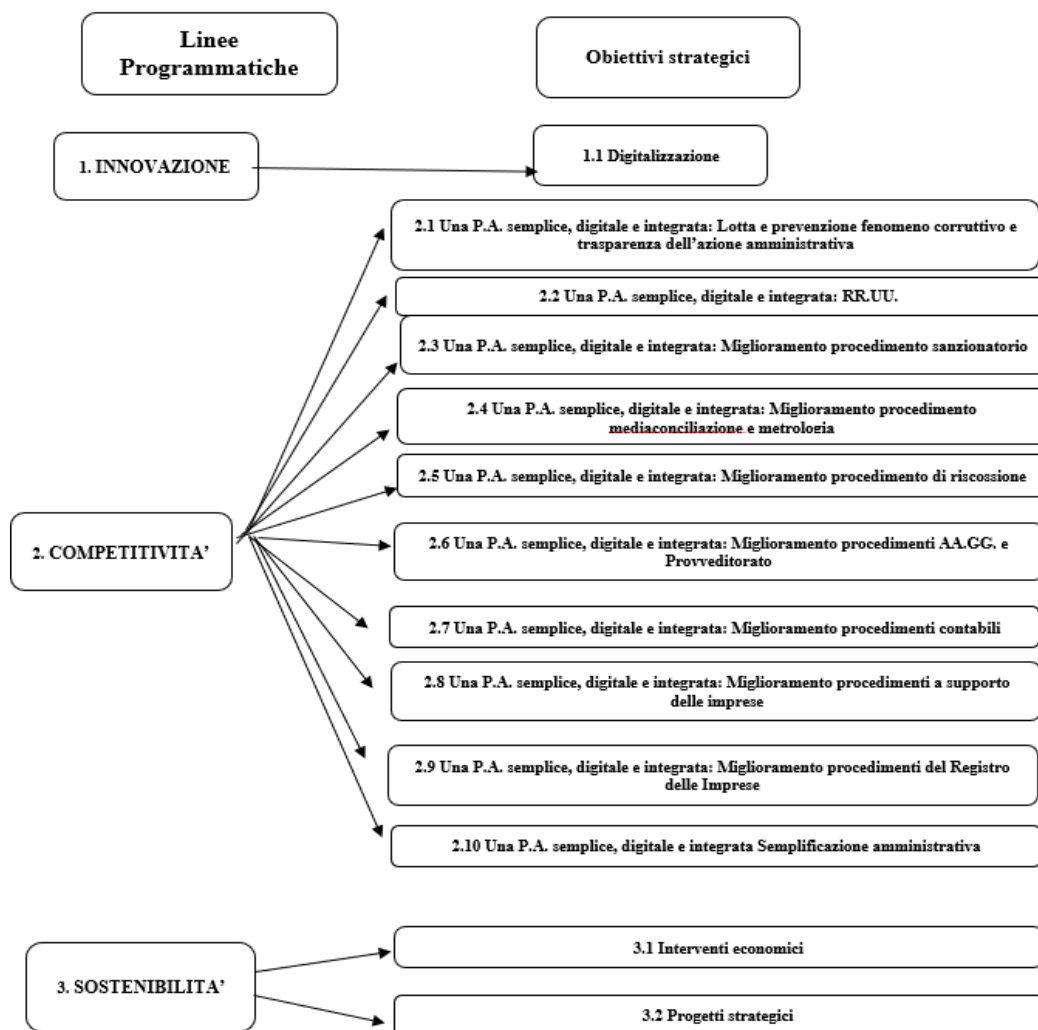 Linee
Programmatiche
Obiettivi strategici
1. INNOVAZIONE
1.1 Digitalizzazione
2.1 Una P.A. semplice, digitale e integrata: Lotta e prevenzione fenomeno corruttivo e
trasparenza dell’azione amministrativa
2.2 Una P.A. semplice, digitale e integrata: RR.UU.
2.3 Una P.A. semplice, digitale e integrata: Miglioramento procedimento sanzionatorio
2.4 Una P.A. semplice, digitale e integrata: Miglioramento procedimento
mediaconciliazione e metrologia
2.5 Una P.A. semplice, digitale e integrata: Miglioramento procedimento di riscossione
2. COMPETITIVITA’
2.6 Una P.A. semplice, digitale e integrata: Miglioramento procedimenti AA.GG. e
Provveditorato
2.7 Una P.A. semplice, digitale e integrata: Miglioramento procedimenti contabili
2.8 Una P.A. semplice, digitale e integrata: Miglioramento procedimenti a supporto
delle imprese
2.9 Una P.A. semplice, digitale e integrata: Miglioramento procedimenti del Registro
delle Imprese
2.10 Una P.A. semplice, digitale e integrata Semplificazione amministrativa
3. SOSTENIBILITA’
3.1 Interventi economici
3.2 Progetti strategici